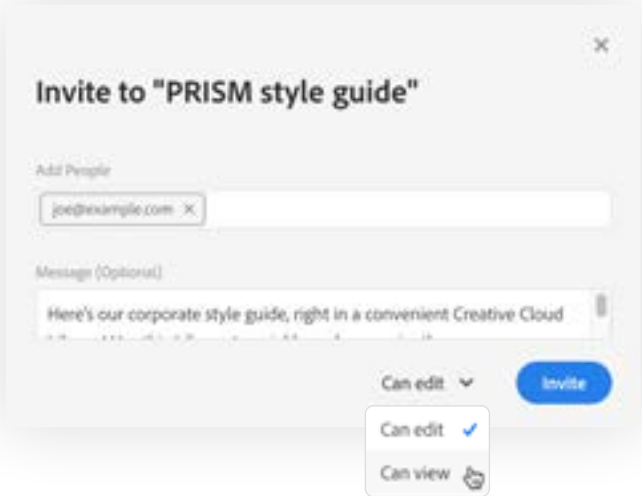 Invite to "PRISM style guide"
Add People
joe@example.com
Message (Optional)
Here's our corporate style guide, right in a convenient Creative Cloud
Can edit
Invite
Can edit
Can view